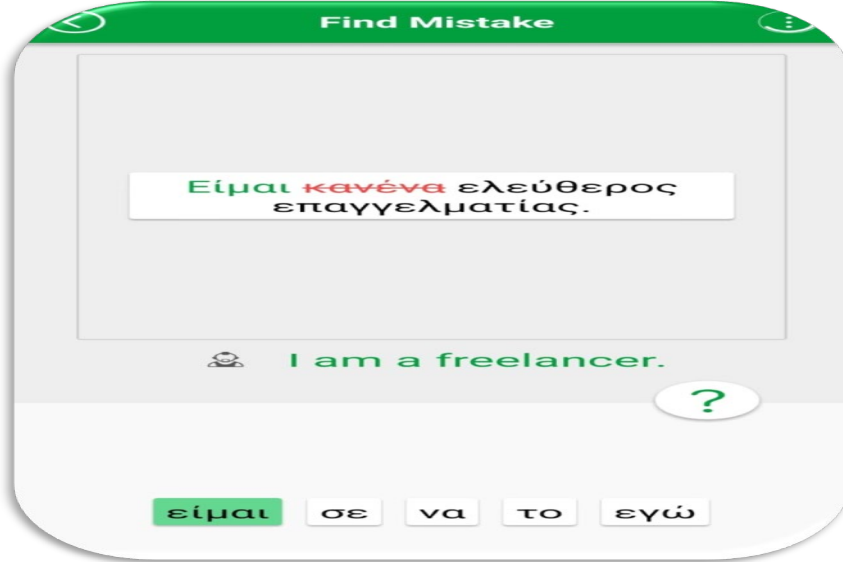 Find Mistake
Είμαι κανένα ελεύθερος
επαγγελματίας.
I am a freelancer.
?
είμαι σε να το εγώ